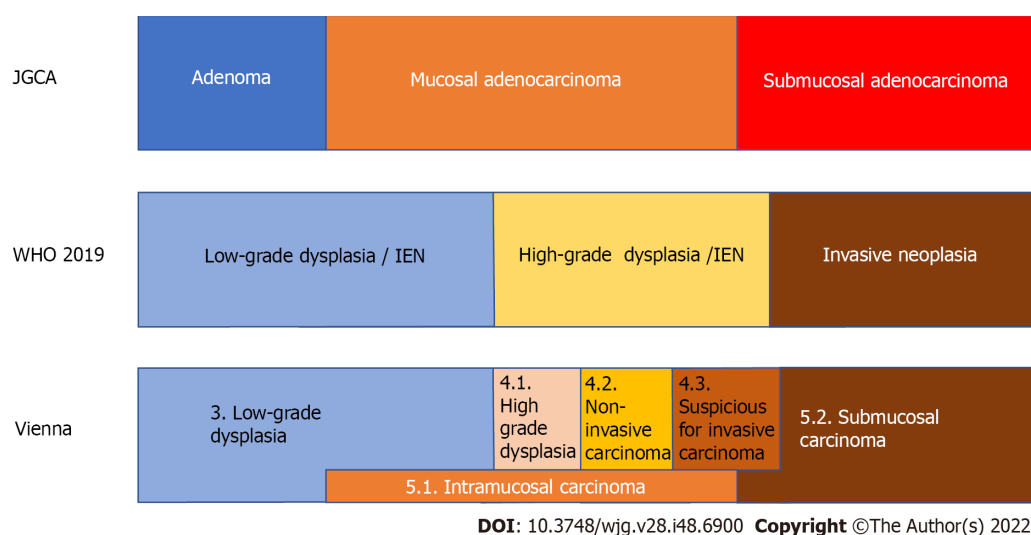 JGCA
Adenoma
Mucosal adenocarcinoma
Submucosal adenocarcinoma
WHO 2019
Low-grade dysplasia / IEN
High-grade dysplasia /IEN
Invasive neoplasia
Vienna
3. Low-grade
dysplasia
4.1.
High
grade
dysplasia
4.2.
Non-
invasive
carcinoma
4.3.
Suspicious
for invasive
carcinoma
5.2. Submucosal
carcinoma
5.1. Intramucosal carcinoma
DOI: 10.3748/wjg.v28.i48.6900 Copyright ©The Author(s) 2022